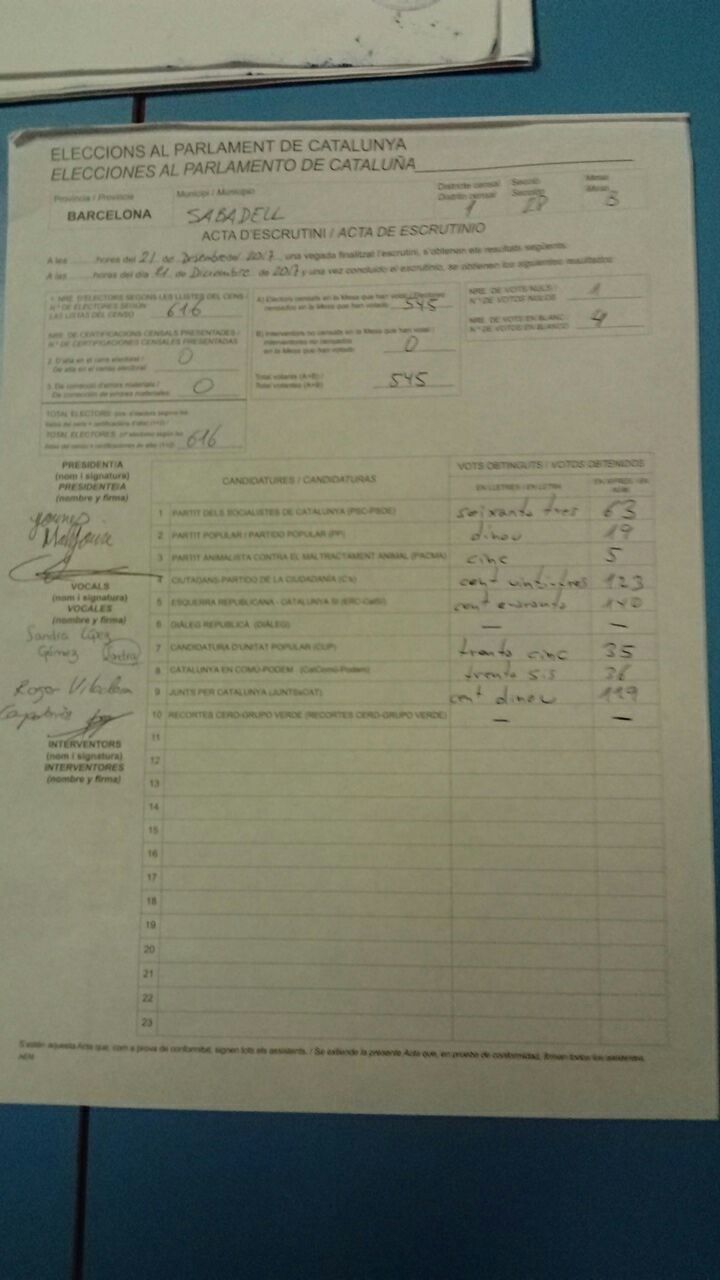 ELECCIONS AL PARLAMENT DE CATALUNYA
ELECCIONES AL PARLAMENTO DE CATALUÑA
Província / Provincia Municipi / Municipio Districte censal Secció Mesa
Distrito censal Sección Mesa
BARCELONA SABADELL 1 28 B
ACTA D'ESCRUTINI / ACTA DE ESCRUTINIO
A les ........ hores del 21 de Desembre del 2017, una vegada finalitzat l'escrutini, s'obtenen els resultats següents:
A las ........ horas del día 21 de Diciembre de 2017 y una vez concluido el escrutinio, se obtienen los siguientes resultados:
1. NRE. D'ELECTORS SEGONS LES LLISTES DEL CENS /
Nº DE ELECTORES SEGÚN
LAS LISTAS DEL CENSO 616
A) Electors censats en la Mesa que han votat / Electores
censados en la Mesa que han votado 545
NRE. DE VOTS NULS /
Nº DE VOTOS NULOS 1
NRE. DE VOTS EN BLANC /
Nº DE VOTOS EN BLANCO 4
NRE. DE CERTIFICACIONS CENSALS PRESENTADES /
Nº DE CERTIFICACIONES CENSALES PRESENTADAS
B) Interventors no censats en la Mesa que han votat /
Interventores no censados
en la Mesa que han votado 0
2. D'alta en el cens electoral /
De alta en el censo electoral 0
3. De correcció d'errors materials /
De corrección de errores materiales 0
Total votants (A+B) /
Total votantes (A+B) 545
TOTAL ELECTORS
TOTAL ELECTORES 616
PRESIDENT/A
(nom i signatura)
PRESIDENTE/A
(nombre y firma)
VOCALS
(nom i signatura)
VOCALES
(nombre y firma)
Sandra López
Gómez Sandra
Roger
INTERVENTORS
(nom i signatura)
INTERVENTORES
(nombre y firma)
CANDIDATURES / CANDIDATURAS VOTS OBTINGUTS / VOTOS OBTENIDOS
EN LLETRES / EN LETRA EN XIFRES / EN NÚM.
1 PARTIT DELS SOCIALISTES DE CATALUNYA (PSC-PSOE) seixanta tres 63
2 PARTIT POPULAR / PARTIDO POPULAR (PP) dinou 19
3 PARTIT ANIMALISTA CONTRA EL MALTRACTAMENT ANIMAL (PACMA) cinc 5
4 CIUTADANS-PARTIDO DE LA CIUDADANÍA (C's) cent vint-i-tres 123
5 ESQUERRA REPUBLICANA - CATALUNYA SÍ (ERC-CatSí) cent quaranta 140
6 DIÀLEG REPUBLICÀ (DIÀLEG) — —
7 CANDIDATURA D'UNITAT POPULAR (CUP) trenta cinc 35
8 CATALUNYA EN COMÚ-PODEM (CatComú-Podem) trenta sis 36
9 JUNTS PER CATALUNYA (JUNTSxCAT) cent dinou 119
10 RECORTES CERO-GRUPO VERDE (RECORTES CERO-GRUPO VERDE) — —
11
12
13
14
15
16
17
18
19
20
21
22
23
S'estén aquesta Acta que, com a prova de conformitat, signen tots els assistents. / Se extiende la presente Acta que, en prueba de conformidad, firman todos los asistentes.